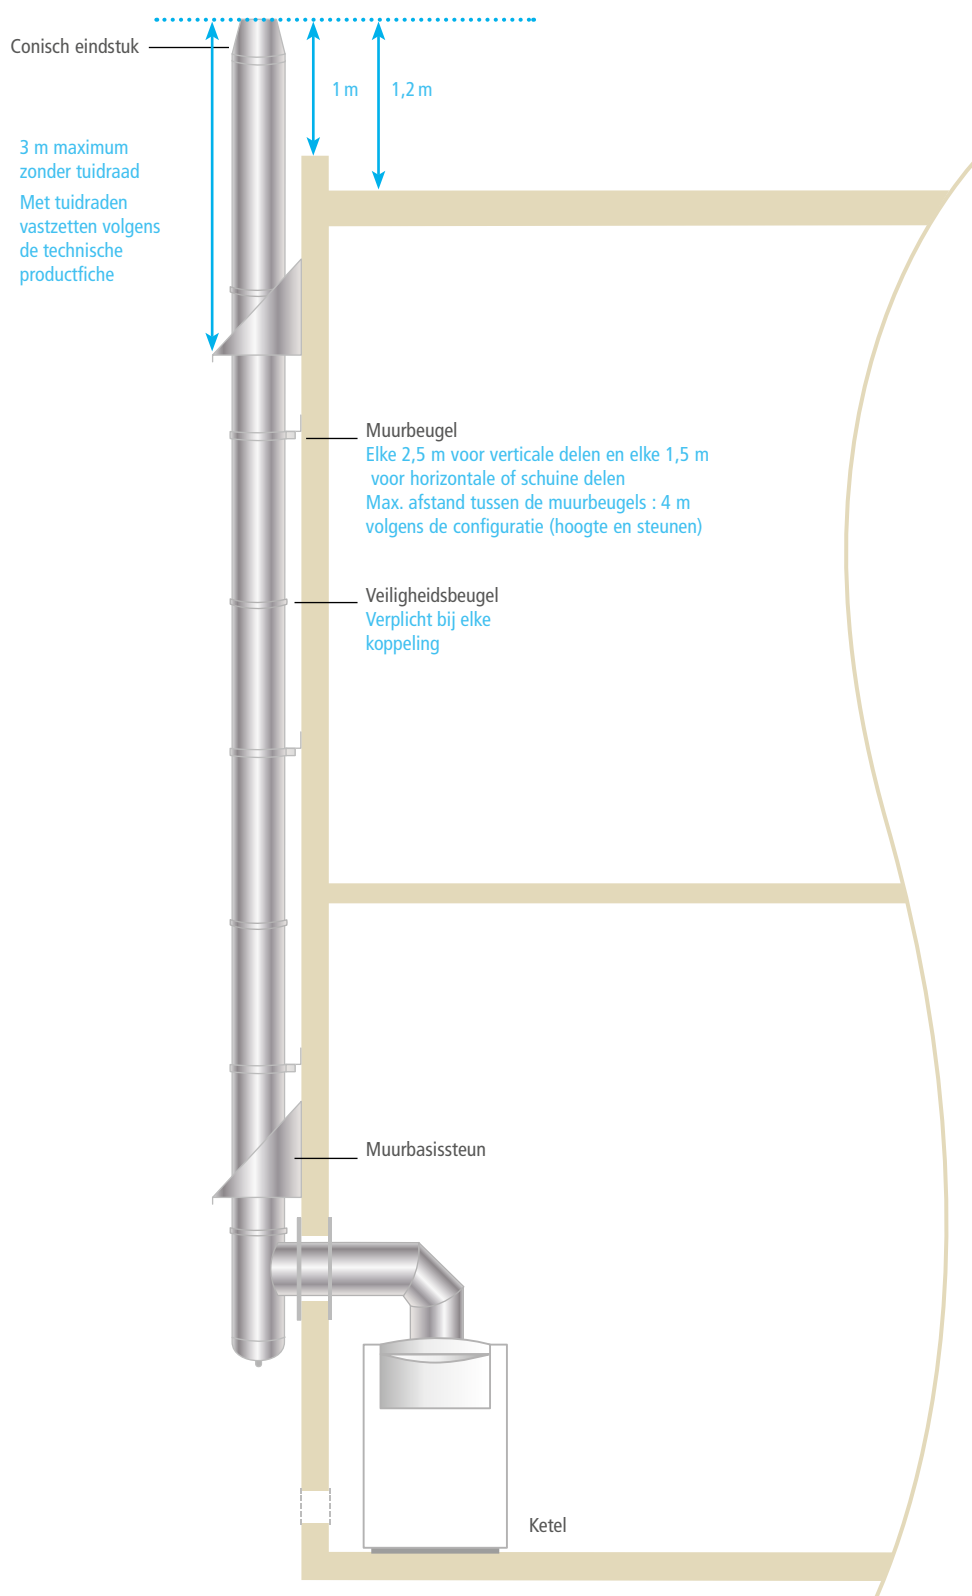 Conisch eindstuk
1 m
1,2 m
3 m maximum
zonder tuidraad
Met tuidraden
vastzetten volgens
de technische
productfiche
Muurbeugel
Elke 2,5 m voor verticale delen en elke 1,5 m
voor horizontale of schuine delen
Max. afstand tussen de muurbeugels : 4 m
volgens de configuratie (hoogte en steunen)
Veiligheidsbeugel
Verplicht bij elke
koppeling
Muurbasissteun
Ketel